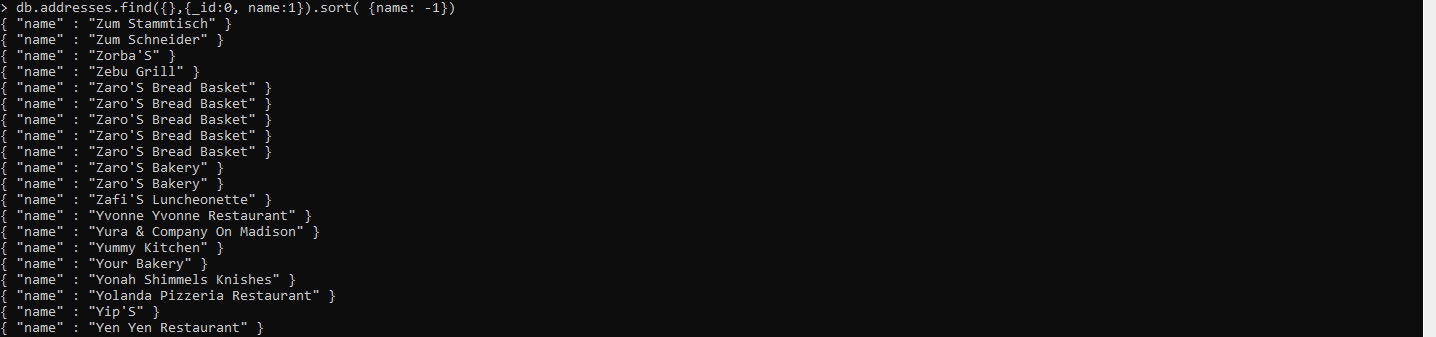 > db.addresses.find({},{_id:0, name:1}).sort( {name: -1})
{ "name" : "Zum Stammtisch" }
{ "name" : "Zum Schneider" }
{ "name" : "Zorba'S" }
{ "name" : "Zebu Grill" }
{ "name" : "Zaro'S Bread Basket" }
{ "name" : "Zaro'S Bread Basket" }
{ "name" : "Zaro'S Bread Basket" }
{ "name" : "Zaro'S Bread Basket" }
{ "name" : "Zaro'S Bread Basket" }
{ "name" : "Zaro'S Bakery" }
{ "name" : "Zaro'S Bakery" }
{ "name" : "Zafi'S Luncheonette" }
{ "name" : "Yvonne Yvonne Restaurant" }
{ "name" : "Yura & Company On Madison" }
{ "name" : "Yummy Kitchen" }
{ "name" : "Your Bakery" }
{ "name" : "Yonah Shimmels Knishes" }
{ "name" : "Yolanda Pizzeria Restaurant" }
{ "name" : "Yip'S" }
{ "name" : "Yen Yen Restaurant" }